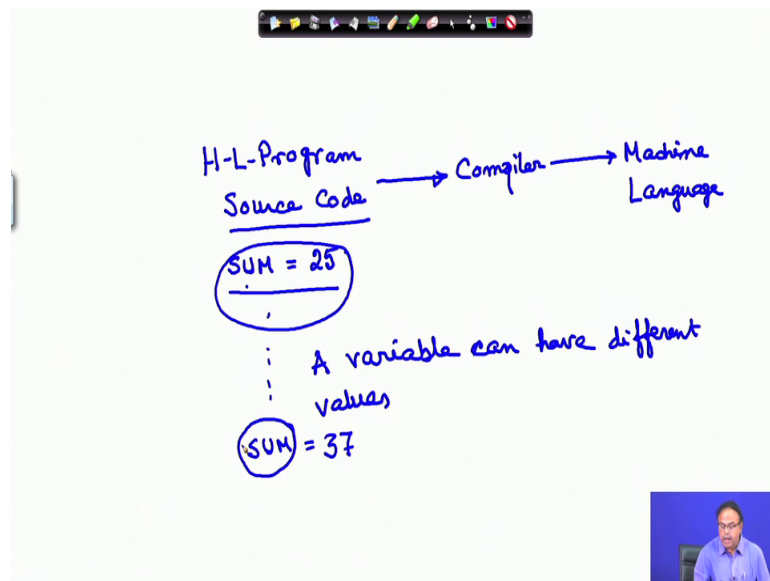 H-L-Program
Source Code → Compiler → Machine Language
SUM = 25
A variable can have different
values
SUM = 37